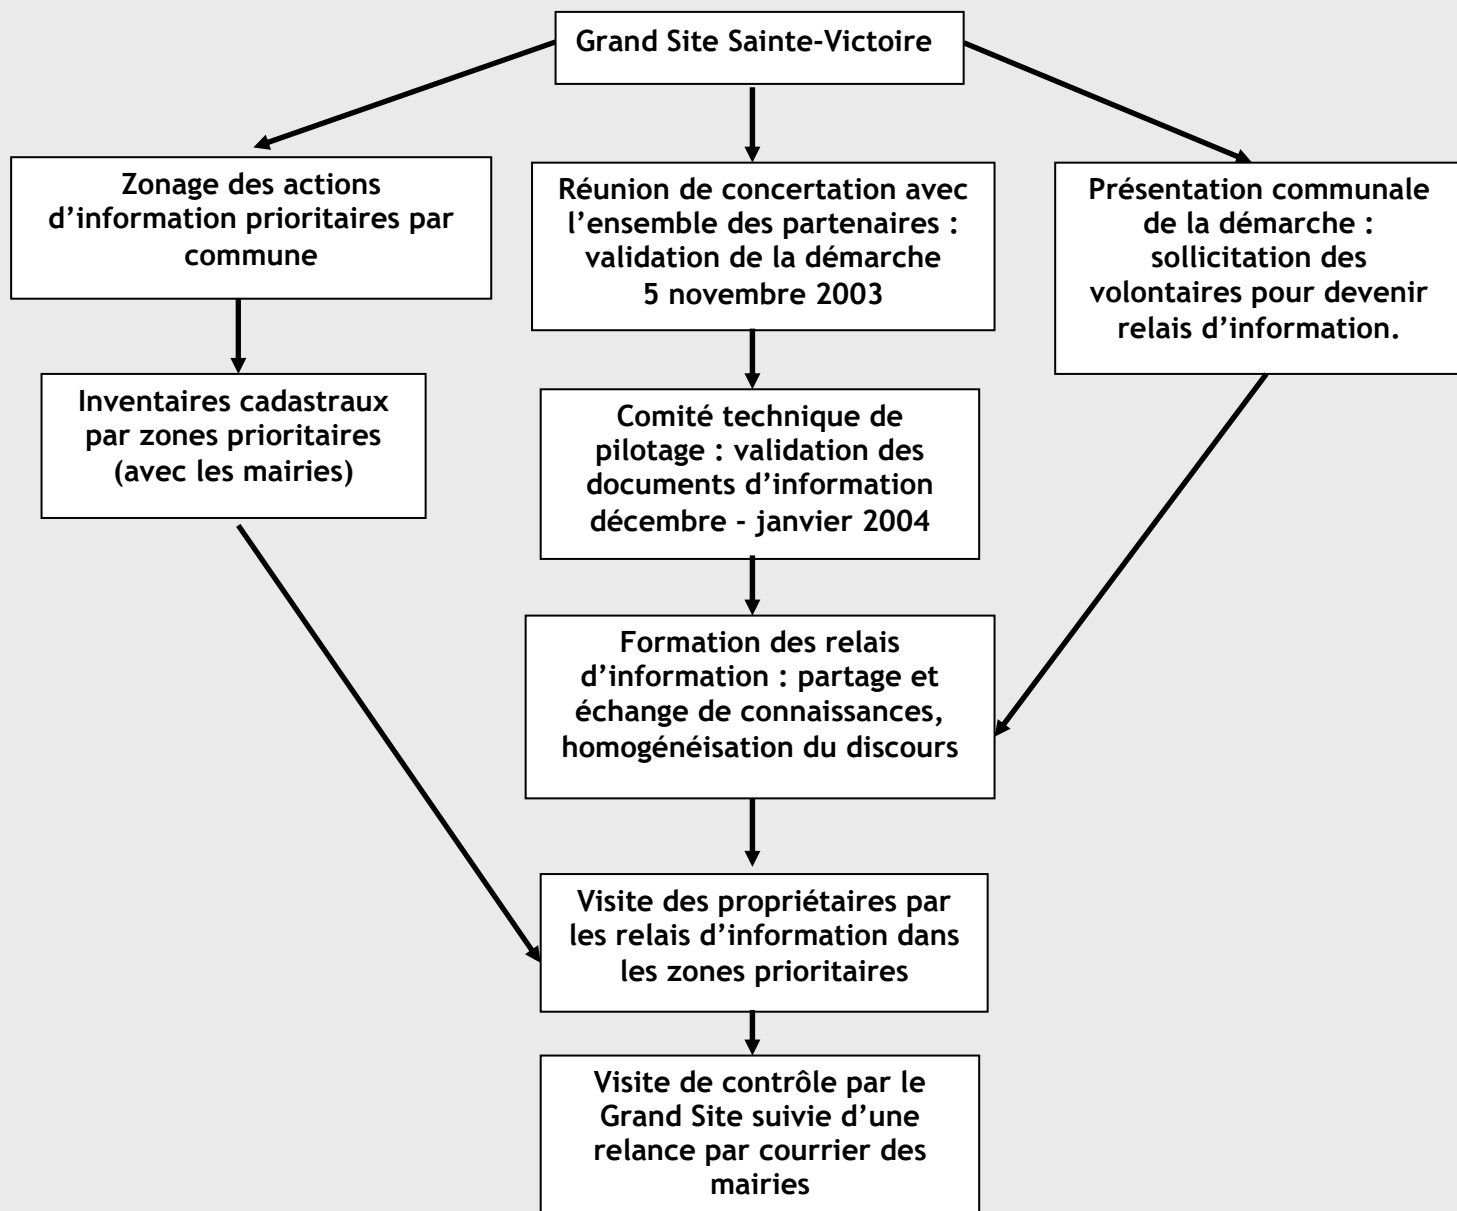 Grand Site Sainte-Victoire
Zonage des actions
d’information prioritaires par
commune
Réunion de concertation avec
l’ensemble des partenaires :
validation de la démarche
5 novembre 2003
Présentation communale
de la démarche :
sollicitation des
volontaires pour devenir
relais d’information.
Inventaires cadastraux
par zones prioritaires
(avec les mairies)
Comité technique de
pilotage : validation des
documents d’information
décembre - janvier 2004
Formation des relais
d’information : partage et
échange de connaissances,
homogénéisation du discours
Visite des propriétaires par
les relais d’information dans
les zones prioritaires
Visite de contrôle par le
Grand Site suivie d’une
relance par courrier des
mairies